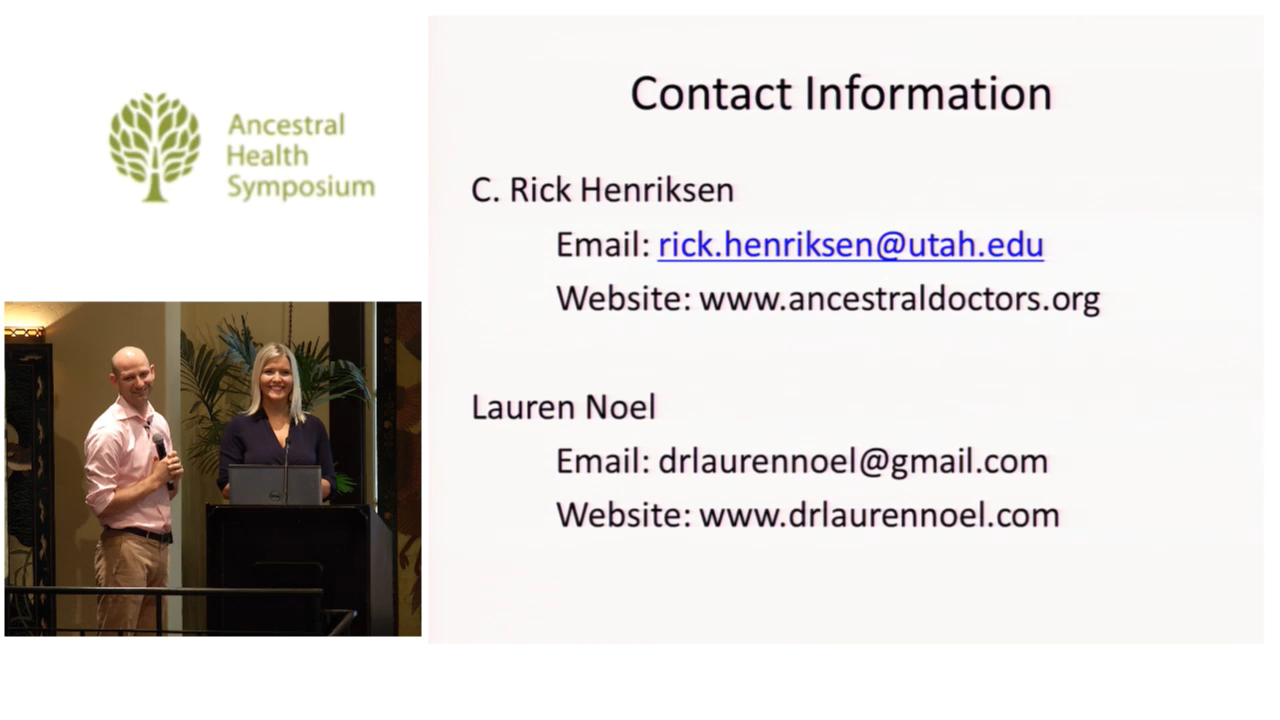 Ancestral
Health
Symposium
Contact Information
C. Rick Henriksen
Email: rick.henriksen@utah.edu
Website: www.ancestraldoctors.org
Lauren Noel
Email: drlaurennoel@gmail.com
Website: www.drlaurennoel.com